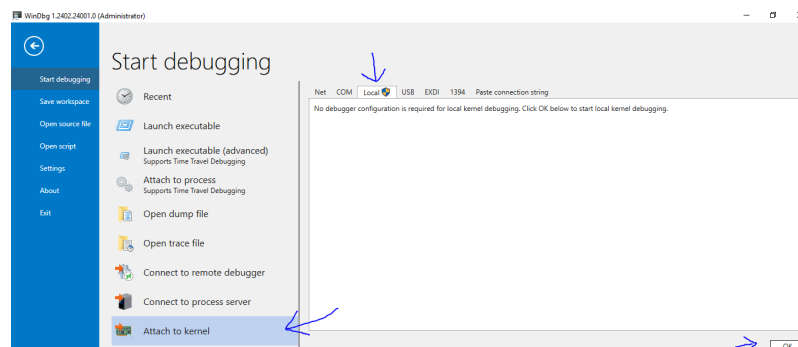 WinDbg 1.2402.24001.0 (Administrator)
Start debugging
Start debugging
Save workspace
Open source file
Open script
Settings
About
Exit
Recent
Launch executable
Launch executable (advanced)
Supports Time Travel Debugging
Attach to process
Supports Time Travel Debugging
Open dump file
Open trace file
Connect to remote debugger
Connect to process server
Attach to kernel
Net COM Local USB EXDI 1394 Paste connection string
No debugger configuration is required for local kernel debugging. Click OK below to start local kernel debugging.
OK